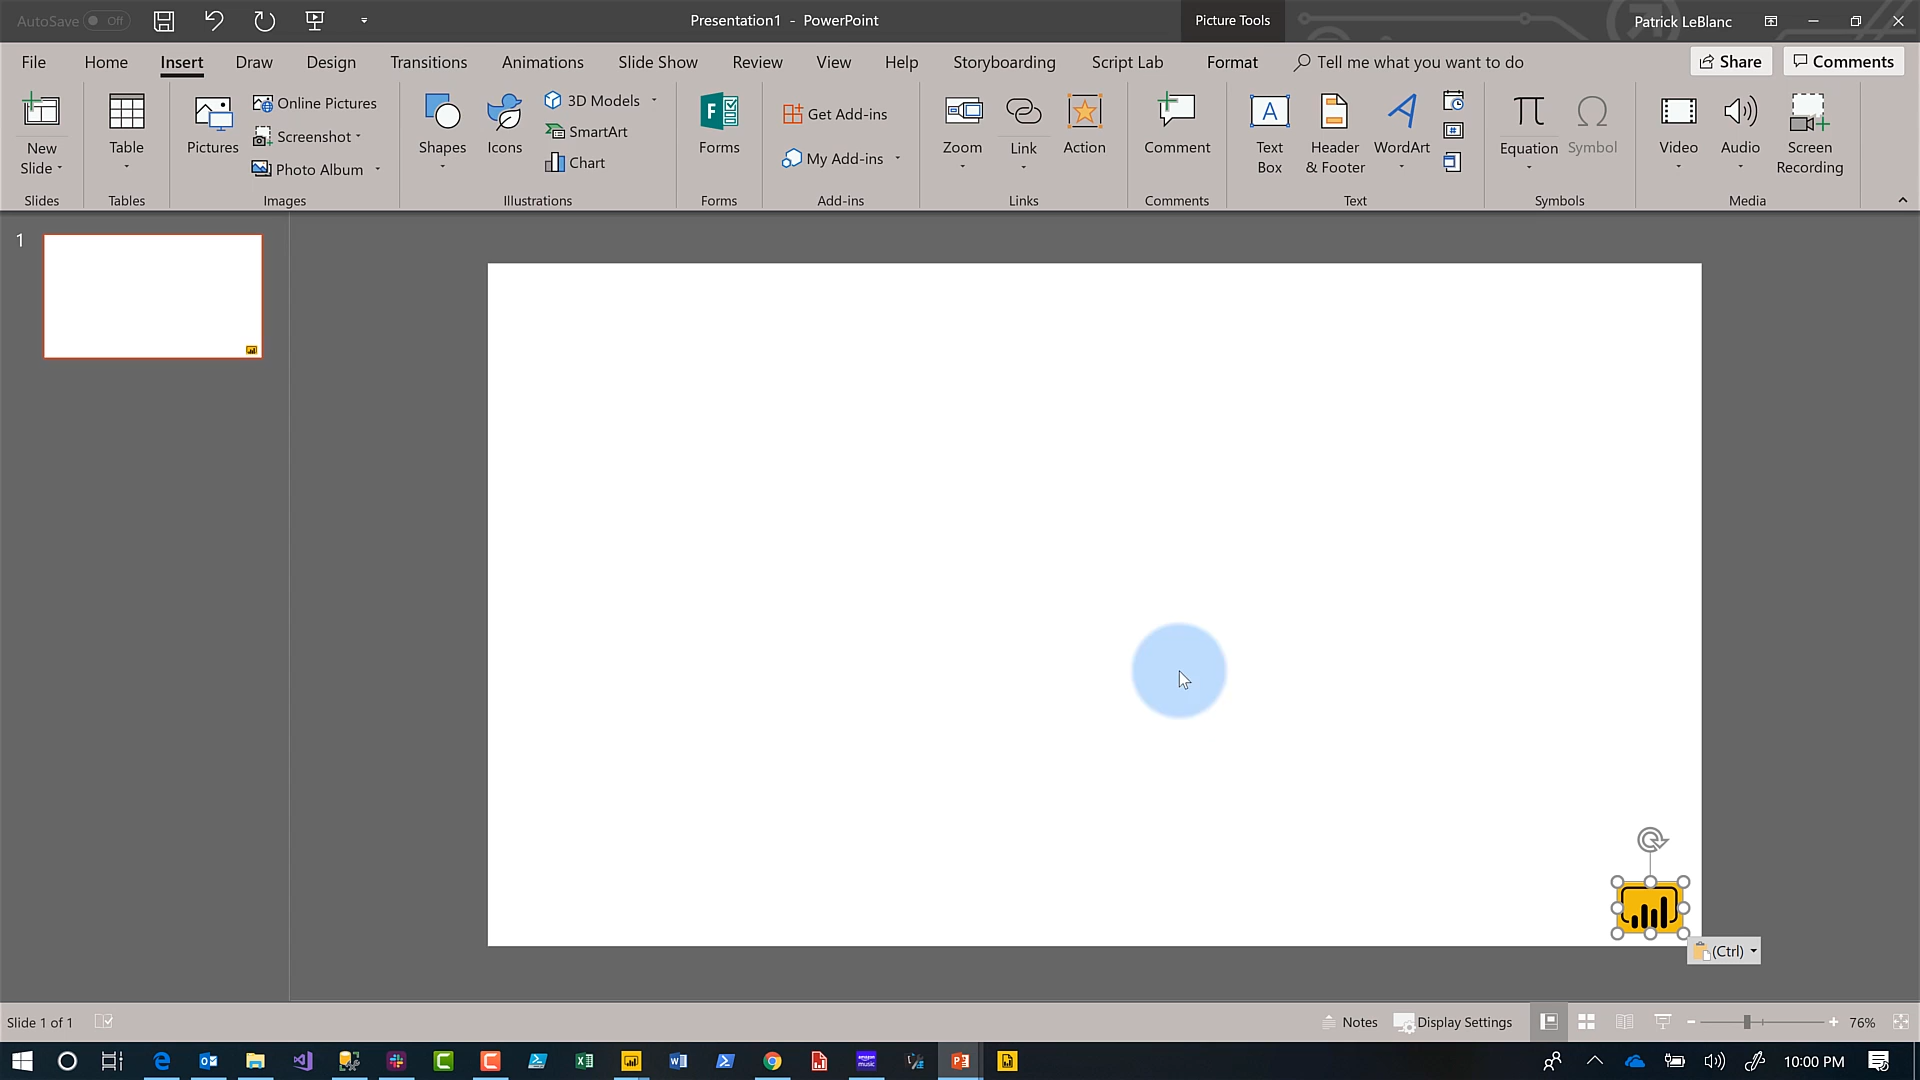 AutoSave Off
Presentation1 - PowerPoint
Picture Tools
Patrick LeBlanc
File Home Insert Draw Design Transitions Animations Slide Show Review View Help Storyboarding Script Lab Format Tell me what you want to do Share Comments
New Slide
Table
Pictures
Online Pictures
Screenshot
Photo Album
Shapes
Icons
3D Models
SmartArt
Chart
Forms
Get Add-ins
My Add-ins
Zoom
Link
Action
Comment
Text Box
Header & Footer
WordArt
Equation
Symbol
Video
Audio
Screen Recording
Slides Tables Images Illustrations Forms Add-ins Links Comments Text Symbols Media
1
(Ctrl)
Slide 1 of 1 Notes Display Settings 76%
10:00 PM